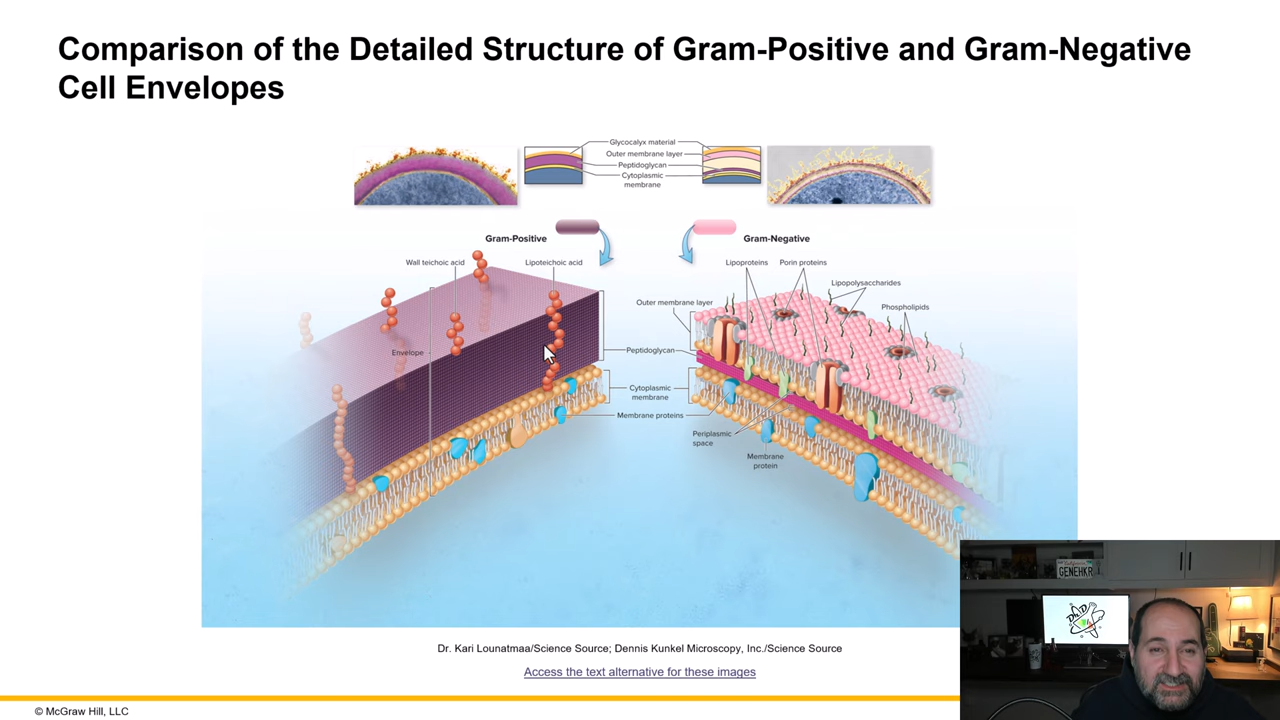 Comparison of the Detailed Structure of Gram-Positive and Gram-Negative
Cell Envelopes
Glycocalyx material
Outer membrane layer
Peptidoglycan
Cytoplasmic
membrane
Gram-Positive
Gram-Negative
Wall teichoic acid
Lipoteichoic acid
Lipoproteins
Porin proteins
Lipopolysaccharides
Outer membrane layer
Phospholipids
Envelope
Peptidoglycan
Cytoplasmic
membrane
Membrane proteins
Periplasmic
space
Membrane
protein
Dr. Kari Lounatmaa/Science Source; Dennis Kunkel Microscopy, Inc./Science Source
Access the text alternative for these images
© McGraw Hill, LLC
GENEHKR